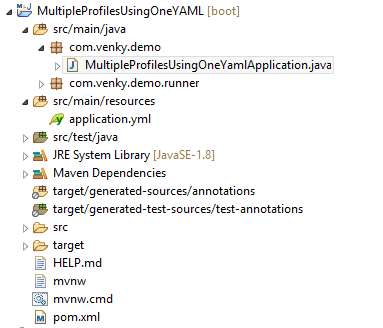 MultipleProfilesUsingOneYAML [boot]
src/main/java
com.venky.demo
MultipleProfilesUsingOneYamlApplication.java
com.venky.demo.runner
src/main/resources
application.yml
src/test/java
JRE System Library [JavaSE-1.8]
Maven Dependencies
target/generated-sources/annotations
target/generated-test-sources/test-annotations
src
target
HELP.md
mvnw
mvnw.cmd
pom.xml